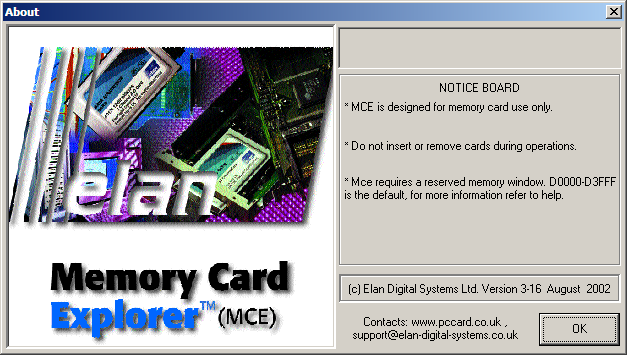 About
elan
Memory Card
Explorer™ (MCE)
NOTICE BOARD
* MCE is designed for memory card use only.
* Do not insert or remove cards during operations.
* Mce requires a reserved memory window. D0000-D3FFF
is the default, for more information refer to help.
(c) Elan Digital Systems Ltd. Version 3-16 August 2002
Contacts: www.pccard.co.uk ,
support@elan-digital-systems.co.uk
OK